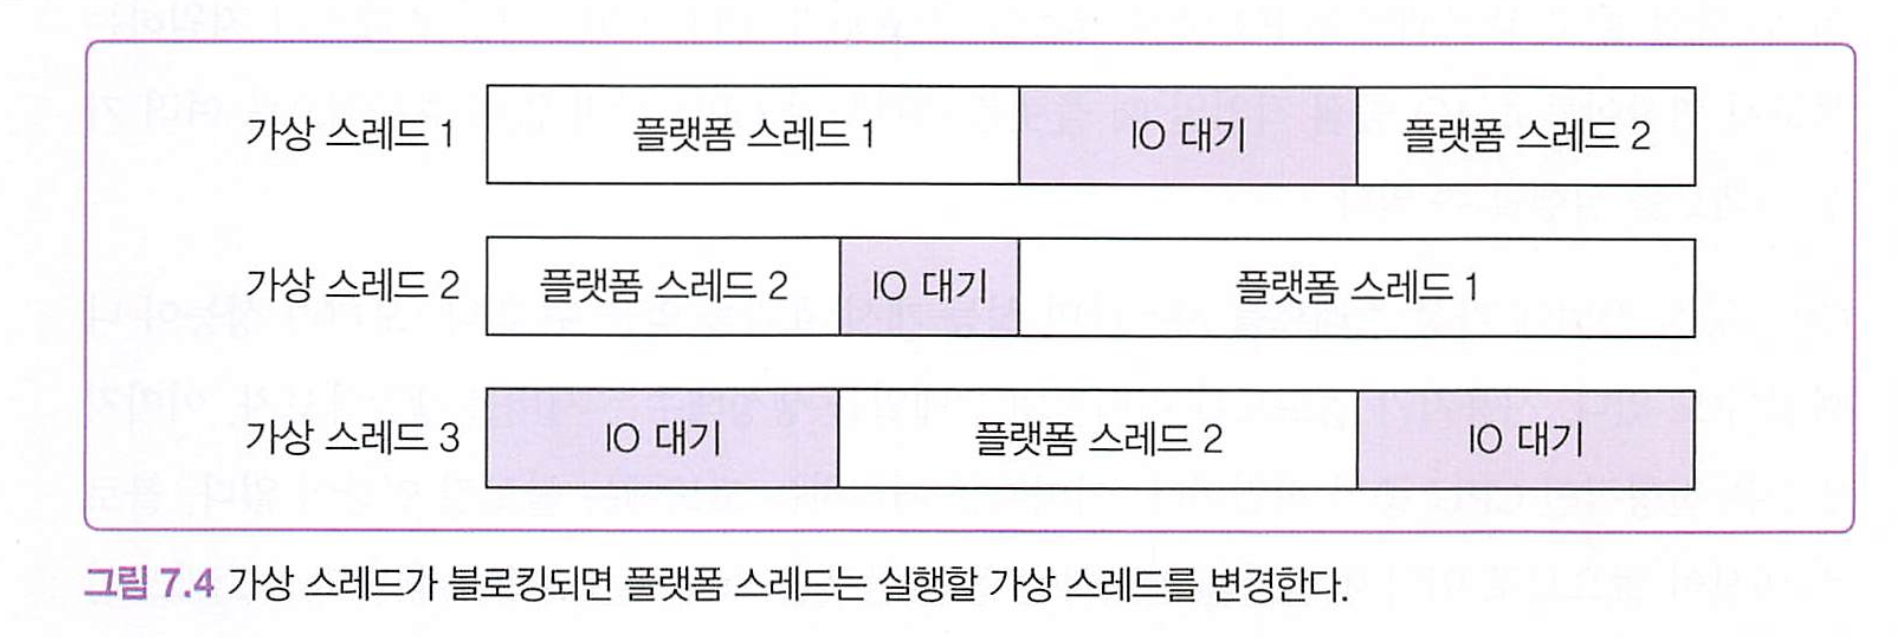 가상 스레드 1 플랫폼 스레드 1 IO 대기 플랫폼 스레드 2
가상 스레드 2 플랫폼 스레드 2 IO 대기 플랫폼 스레드 1
가상 스레드 3 IO 대기 플랫폼 스레드 2 IO 대기
그림 7.4 가상 스레드가 블로킹되면 플랫폼 스레드는 실행할 가상 스레드를 변경한다.